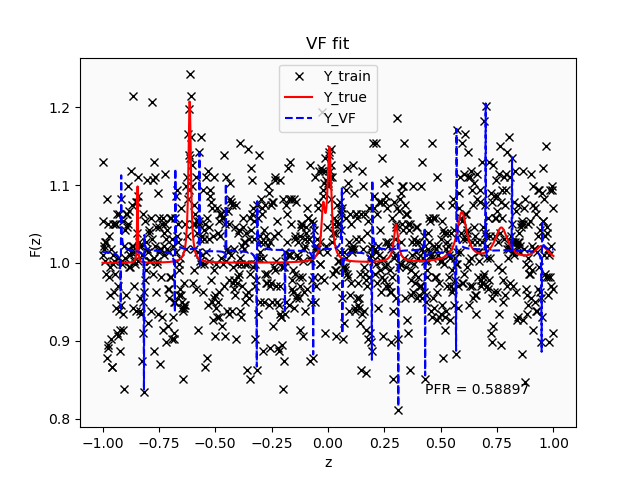 VF fit
Y_train
Y_true
Y_VF
F(z)
1.2
1.1
1.0
0.9
0.8
PFR = 0.58897
−1.00 −0.75 −0.50 −0.25 0.00 0.25 0.50 0.75 1.00
z